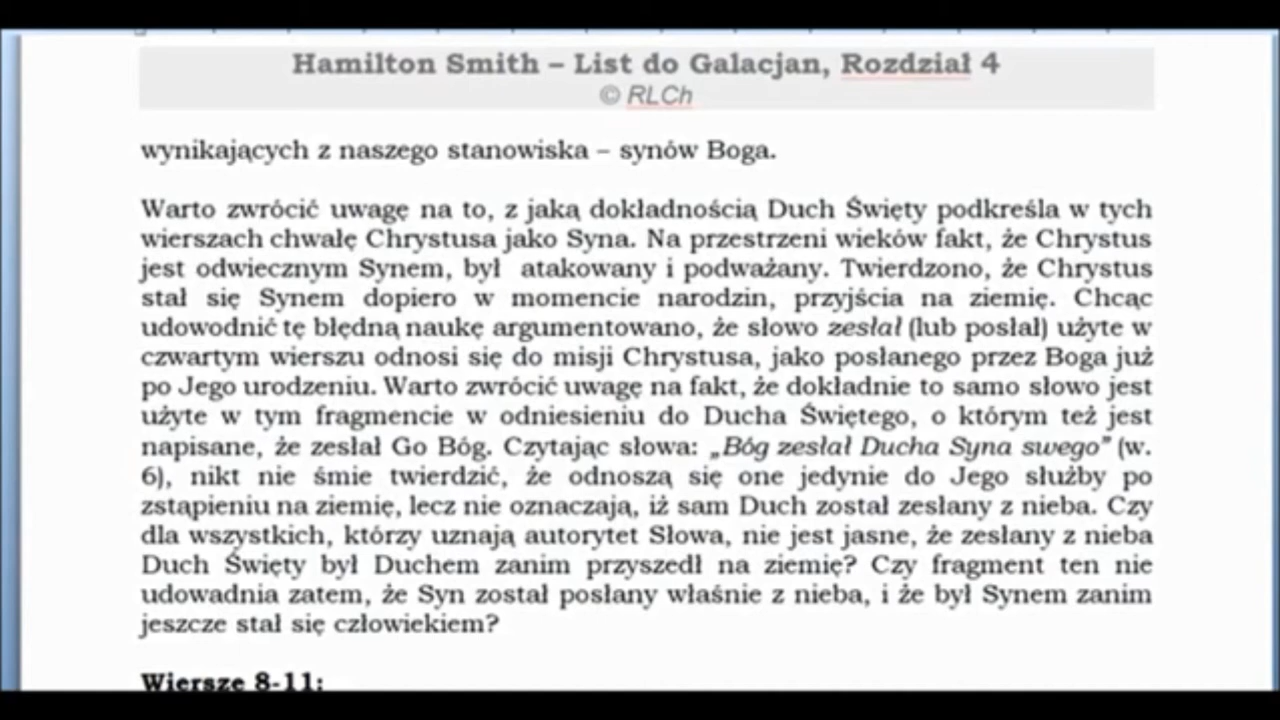 Hamilton Smith – List do Galacjan, Rozdział 4
© RLCh
wynikających z naszego stanowiska – synów Boga.
Warto zwrócić uwagę na to, z jaką dokładnością Duch Święty podkreśla w tych
wierszach chwałę Chrystusa jako Syna. Na przestrzeni wieków fakt, że Chrystus
jest odwiecznym Synem, był atakowany i podważany. Twierdzono, że Chrystus
stał się Synem dopiero w momencie narodzin, przyjścia na ziemię. Chcąc
udowodnić tę błędną naukę argumentowano, że słowo zesłał (lub posłał) użyte w
czwartym wierszu odnosi się do misji Chrystusa, jako posłanego przez Boga już
po Jego urodzeniu. Warto zwrócić uwagę na fakt, że dokładnie to samo słowo jest
użyte w tym fragmencie w odniesieniu do Ducha Świętego, o którym też jest
napisane, że zesłał Go Bóg. Czytając słowa: „Bóg zesłał Ducha Syna swego” (w.
6), nikt nie śmie twierdzić, że odnoszą się one jedynie do Jego służby po
zstąpieniu na ziemię, lecz nie oznaczają, iż sam Duch został zesłany z nieba. Czy
dla wszystkich, którzy uznają autorytet Słowa, nie jest jasne, że zesłany z nieba
Duch Święty był Duchem zanim przyszedł na ziemię? Czy fragment ten nie
udowadnia zatem, że Syn został posłany właśnie z nieba, i że był Synem zanim
jeszcze stał się człowiekiem?
Wiersze 8-11: